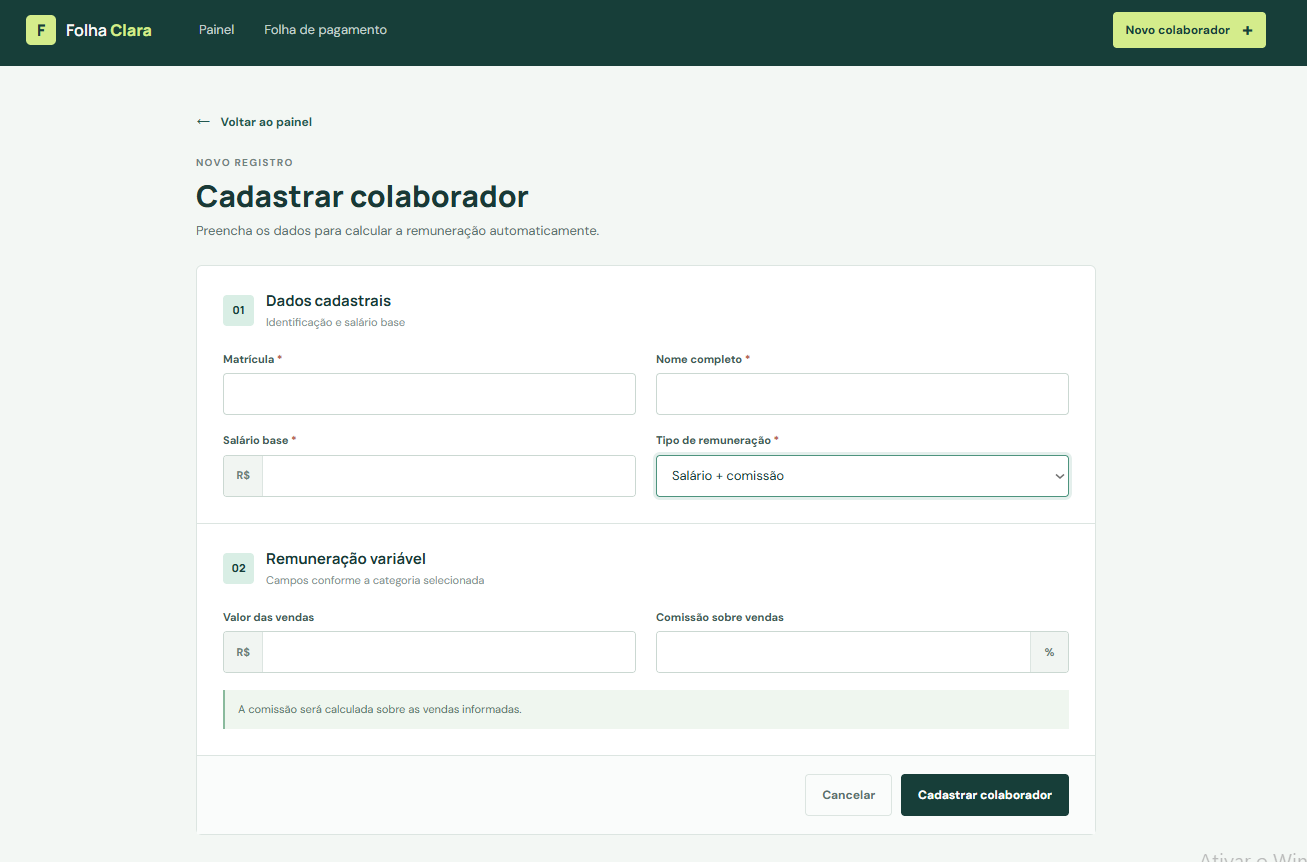 F Folha Clara Painel Folha de pagamento Novo colaborador +
← Voltar ao painel
NOVO REGISTRO
Cadastrar colaborador
Preencha os dados para calcular a remuneração automaticamente.
01 Dados cadastrais
Identificação e salário base
Matrícula * Nome completo *
Salário base * Tipo de remuneração *
R$ Salário + comissão
02 Remuneração variável
Campos conforme a categoria selecionada
Valor das vendas Comissão sobre vendas
R$ %
A comissão será calculada sobre as vendas informadas.
Cancelar Cadastrar colaborador
Ativar o Win